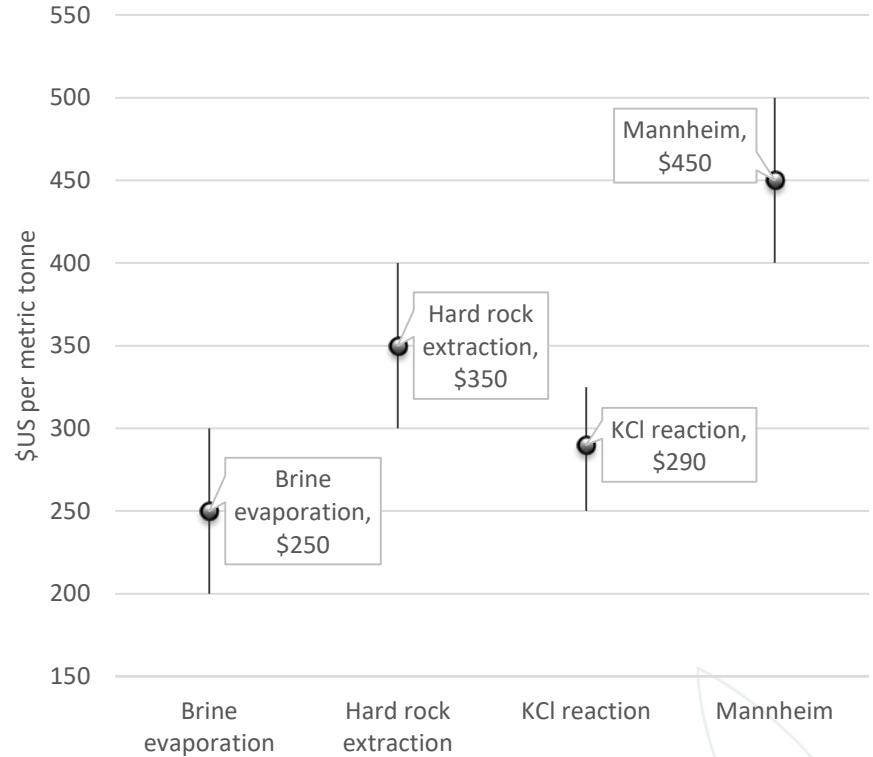 550
500
450
400
350
300
250
200
150
$US per metric tonne
Mannheim,
$450
Hard rock
extraction,
$350
KCl reaction,
$290
Brine
evaporation,
$250
Brine
evaporation
Hard rock
extraction
KCl reaction
Mannheim